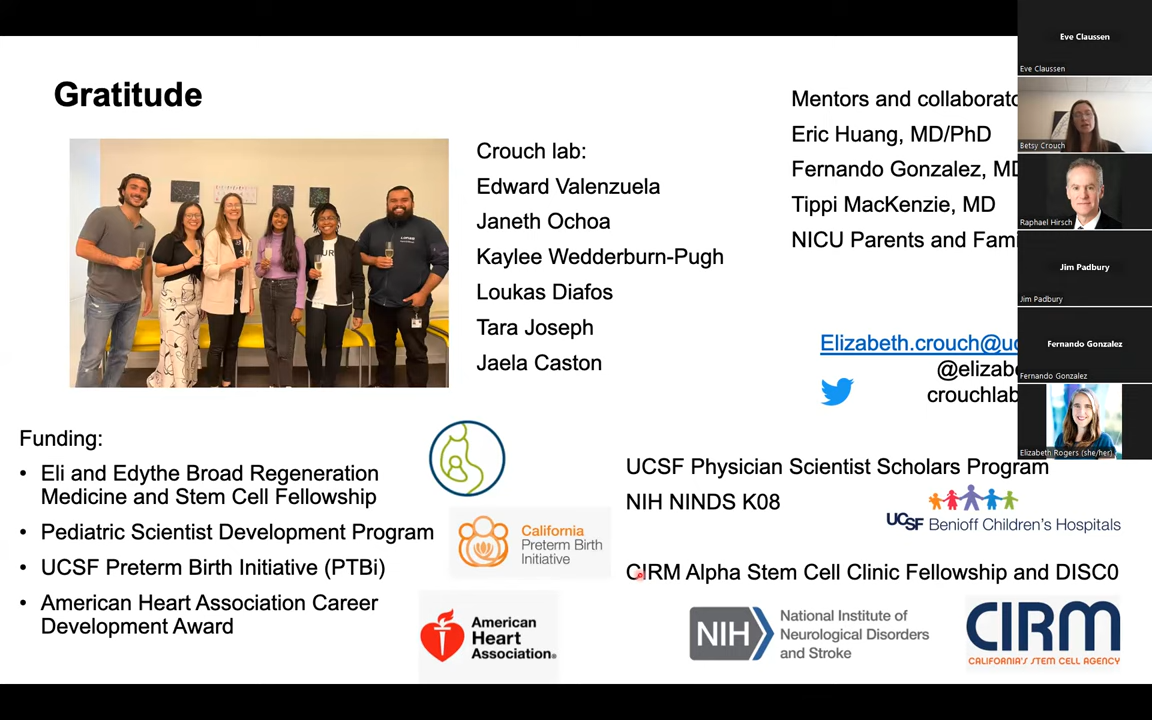 Gratitude
Crouch lab:
Edward Valenzuela
Janeth Ochoa
Kaylee Wedderburn-Pugh
Loukas Diafos
Tara Joseph
Jaela Caston
Mentors and collaborato
Eric Huang, MD/PhD
Fernando Gonzalez, MD
Tippi MacKenzie, MD
NICU Parents and Fami
Elizabeth.crouch@uc
@elizabe
crouchlab
Funding:
• Eli and Edythe Broad Regeneration
Medicine and Stem Cell Fellowship
• Pediatric Scientist Development Program
• UCSF Preterm Birth Initiative (PTBi)
• American Heart Association Career
Development Award
California
Preterm Birth
Initiative
American
Heart
Association®
UCSF Physician Scientist Scholars Program
NIH NINDS K08
UCSF Benioff Children's Hospitals
CIRM Alpha Stem Cell Clinic Fellowship and DISC0
NIH
National Institute of
Neurological Disorders
and Stroke
CIRM
CALIFORNIA'S STEM CELL AGENCY
Eve Claussen
Eve Claussen
Betsy Crouch
Raphael Hirsch
Jim Padbury
Jim Padbury
Fernando Gonzalez
Fernando Gonzalez
Elizabeth Rogers (she/her)